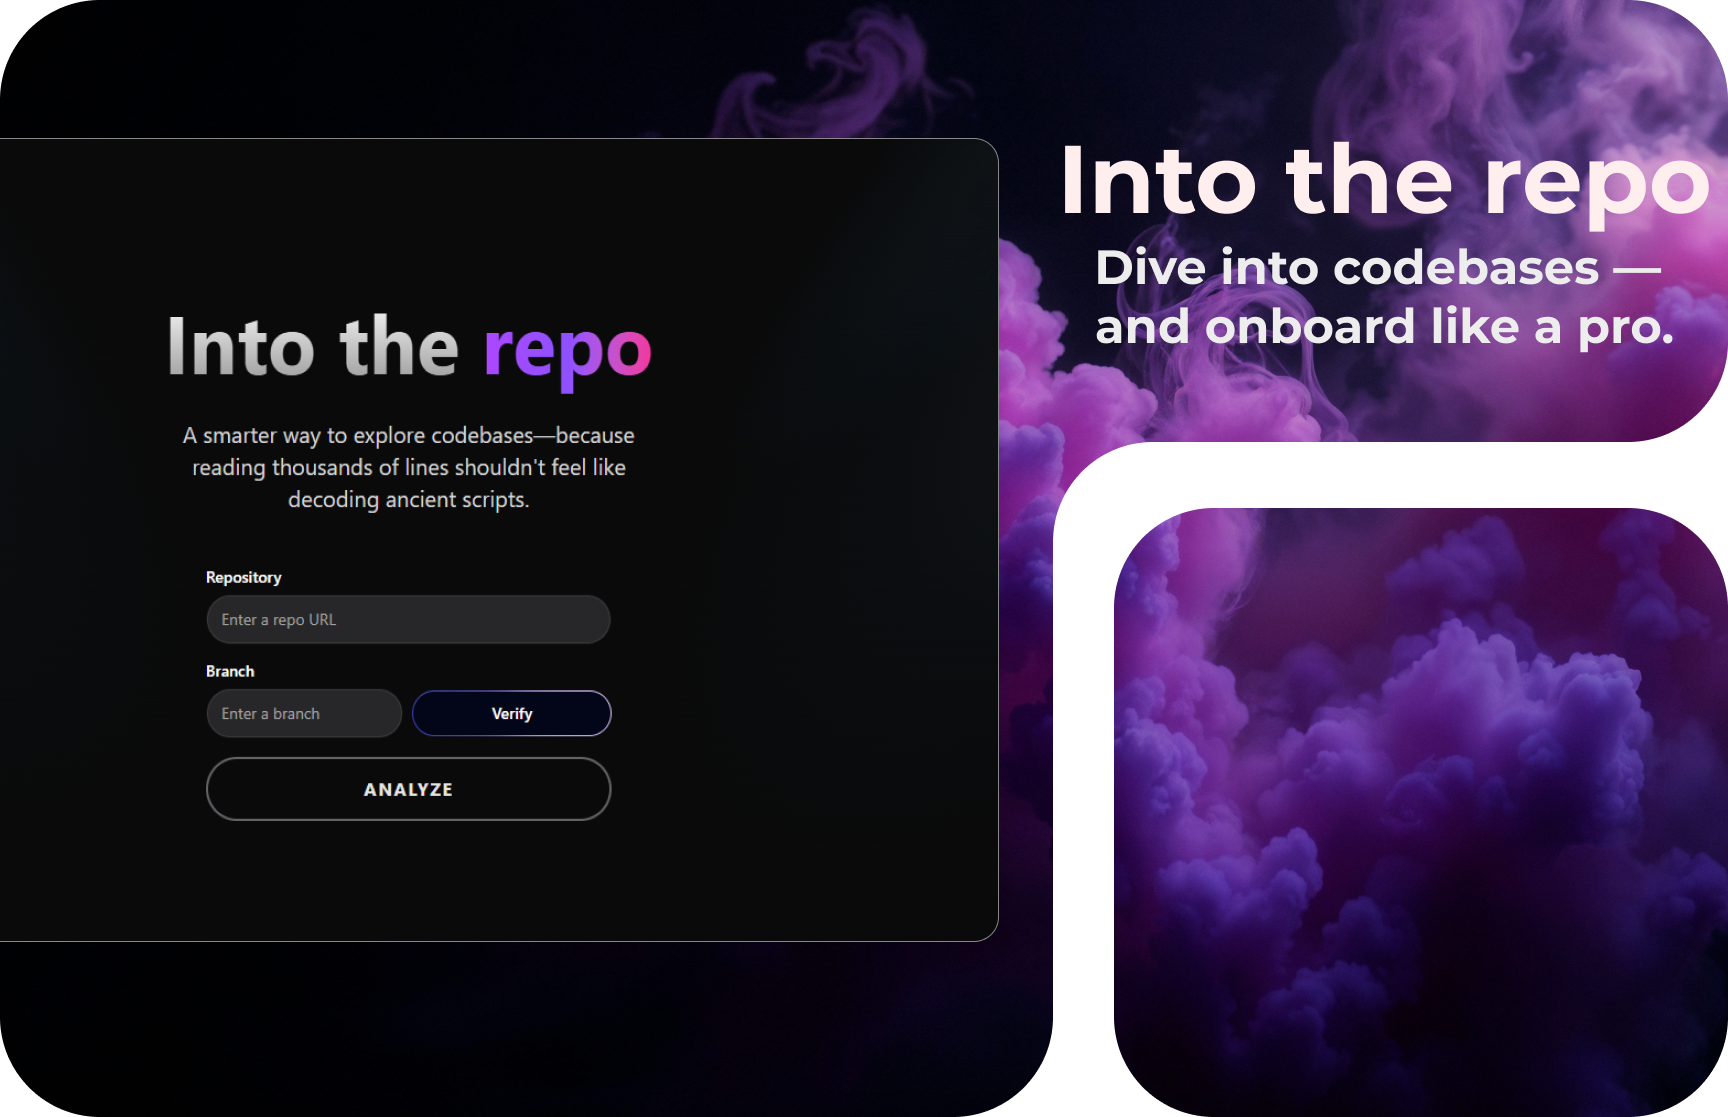 Into the repo
A smarter way to explore codebases—because
reading thousands of lines shouldn't feel like
decoding ancient scripts.
Repository
Enter a repo URL
Branch
Enter a branch
Verify
ANALYZE
Into the repo
Dive into codebases —
and onboard like a pro.